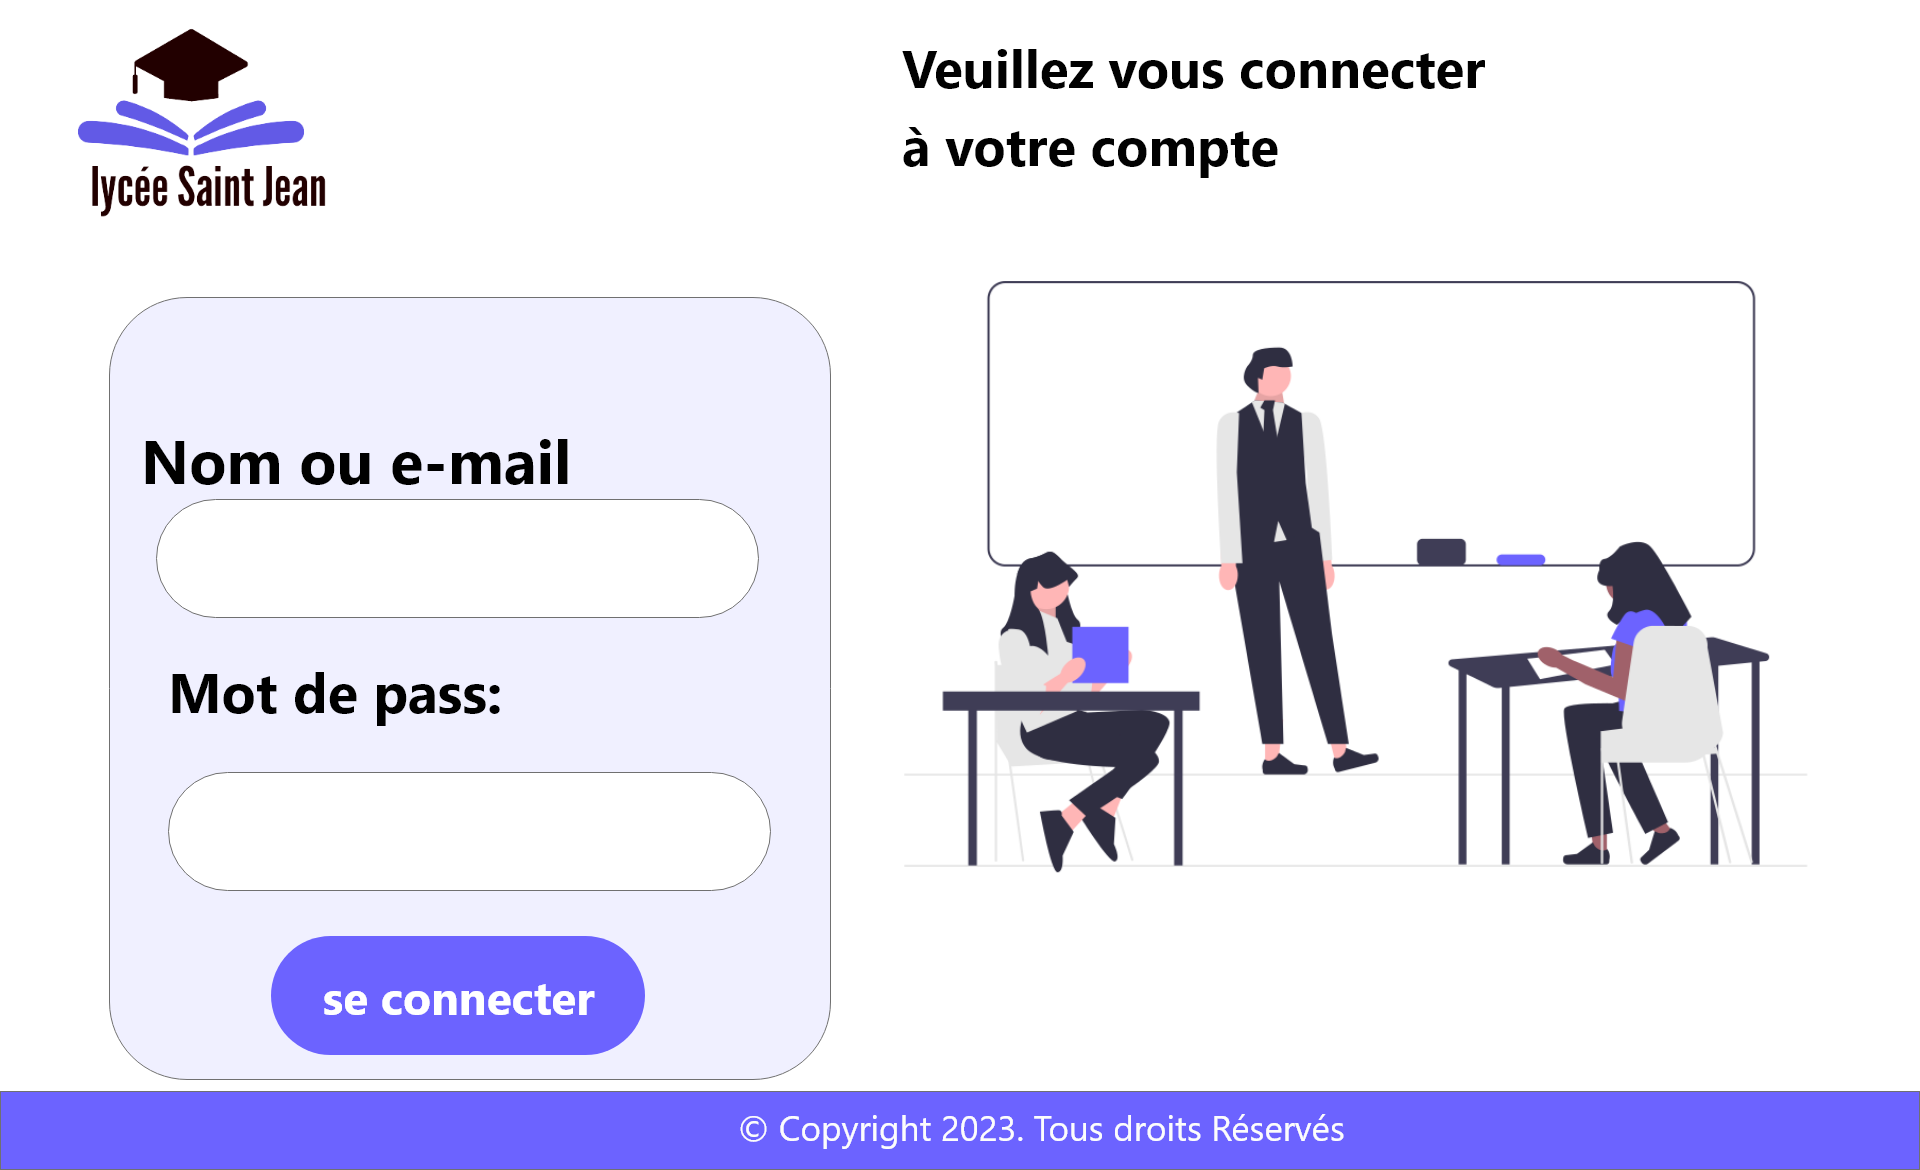 lycée Saint Jean
Veuillez vous connecter
à votre compte
Nom ou e-mail
Mot de pass:
se connecter
© Copyright 2023. Tous droits Réservés